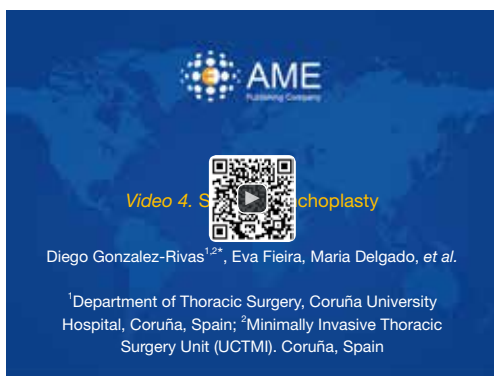 AME
Publishing Company
Video 4. S choplasty
Diego Gonzalez-Rivas1,2*, Eva Fieira, Maria Delgado, et al.
1Department of Thoracic Surgery, Coruña University
Hospital, Coruña, Spain; 2Minimally Invasive Thoracic
Surgery Unit (UCTMI). Coruña, Spain